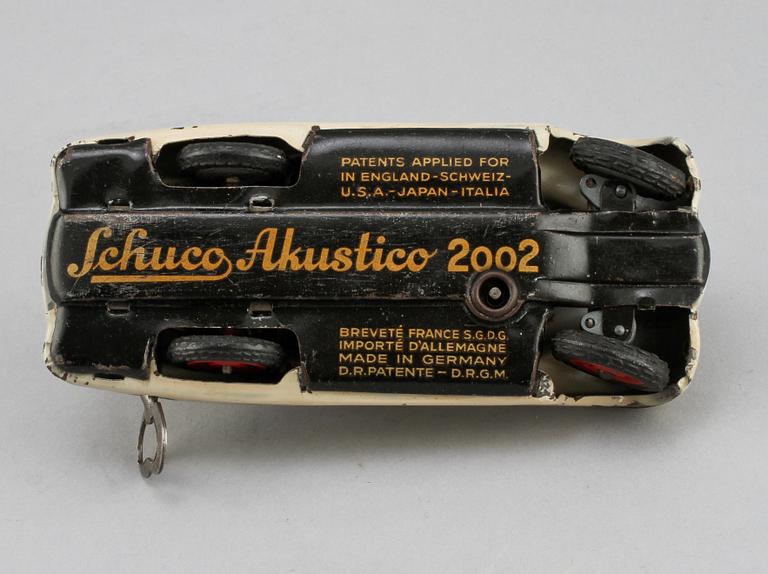 PATENTS APPLIED FOR
IN ENGLAND-SCHWEIZ-
U.S.A.-JAPAN-ITALIA
Schuco Akustico 2002
BREVETÉ FRANCE S.G.D.G.
IMPORTÉ D'ALLEMAGNE
MADE IN GERMANY
D.R.PATENTE - D.R.G.M.